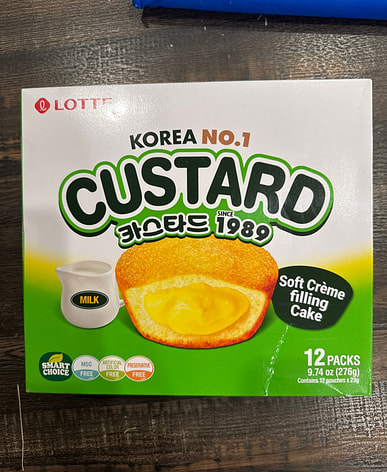 LOTTE
KOREA NO.1
CUSTARD
카스타드
SINCE
1989
MILK
Soft Crème
filling
Cake
SMART
CHOICE
MSG
FREE
ARTIFICIAL
COLOR
FREE
PRESERVATIVE
FREE
12 PACKS
9.74 oz (276g)
Contains 12 pouches x 23g